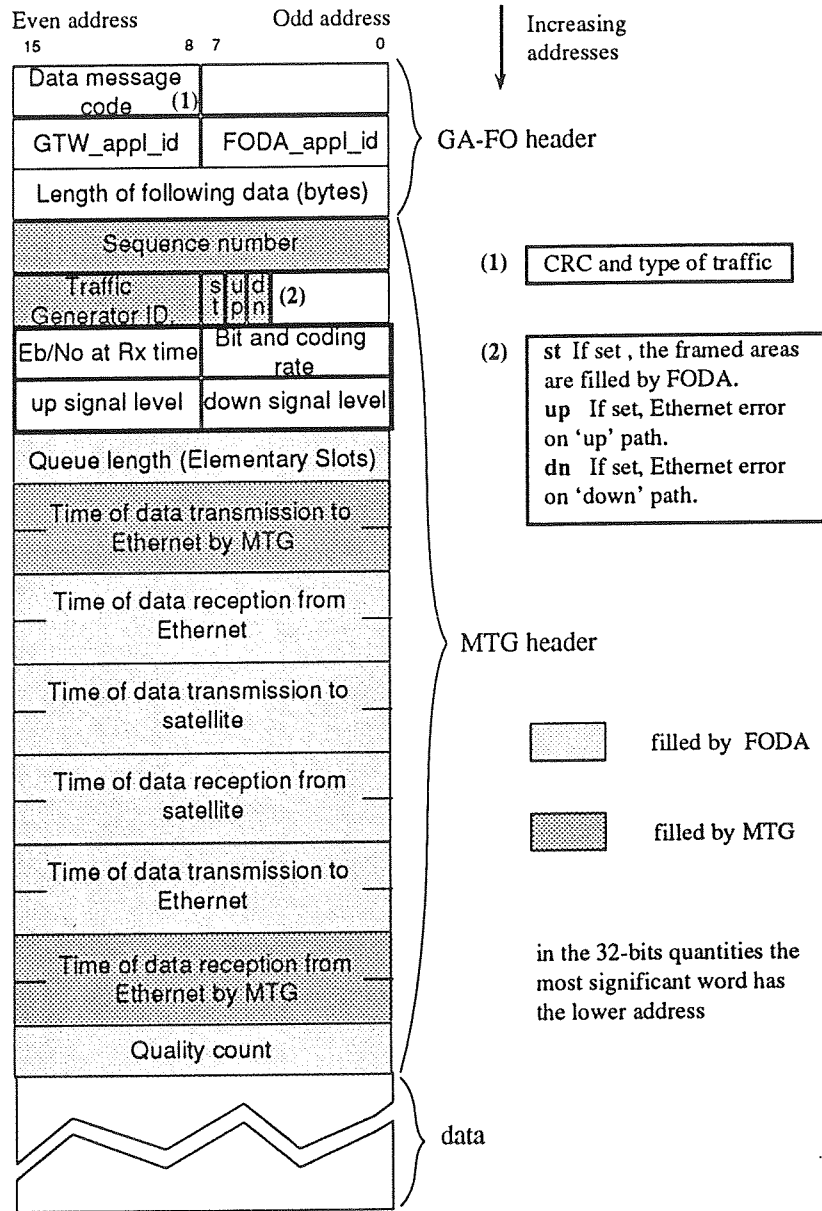 Even address
Odd address
15
8
7
0
Increasing
addresses
Data message
code
(1)
GTW_appl_id
FODA_appl_id
GA-FO header
Length of following data (bytes)
Sequence number
Traffic
Generator ID.
st
up
dn
(2)
Eb/No at Rx time
Bit and coding
rate
up signal level
down signal level
Queue length (Elementary Slots)
Time of data transmission to
Ethernet by MTG
Time of data reception from
Ethernet
Time of data transmission to
satellite
Time of data reception from
satellite
Time of data transmission to
Ethernet
Time of data reception from
Ethernet by MTG
Quality count
(1)
CRC and type of traffic
(2)
st If set , the framed areas
are filled by FODA.
up If set, Ethernet error
on 'up' path.
dn If set, Ethernet error
on 'down' path.
MTG header
filled by FODA
filled by MTG
in the 32-bits quantities the
most significant word has
the lower address
data